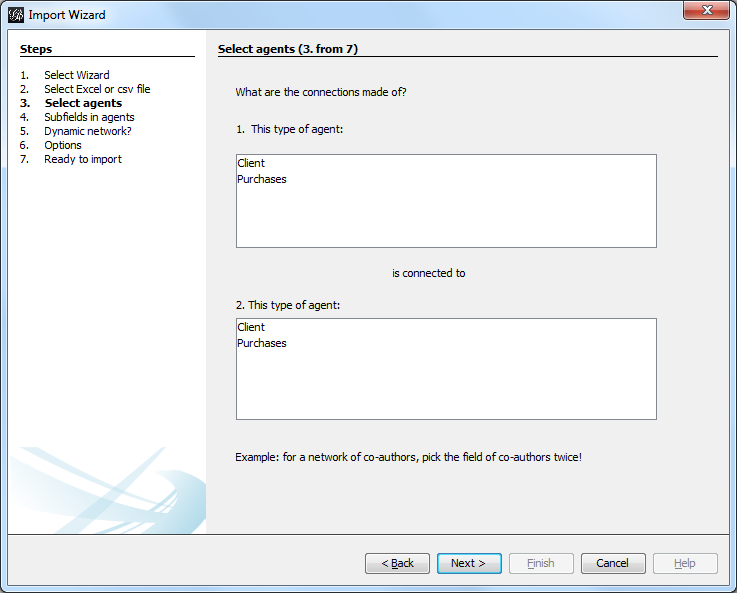 Import Wizard
Steps
1. Select Wizard
2. Select Excel or csv file
3. Select agents
4. Subfields in agents
5. Dynamic network?
6. Options
7. Ready to import
Select agents (3. from 7)
What are the connections made of?
1. This type of agent:
Client
Purchases
is connected to
2. This type of agent:
Client
Purchases
Example: for a network of co-authors, pick the field of co-authors twice!
< Back
Next >
Finish
Cancel
Help